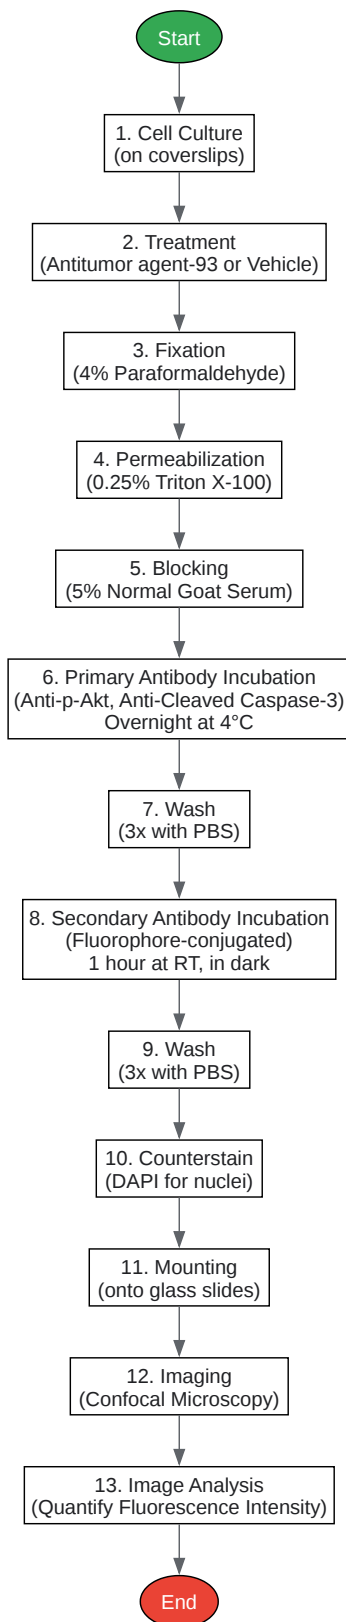 Start
1. Cell Culture
(on coverslips)
2. Treatment
(Antitumor agent-93 or Vehicle)
3. Fixation
(4% Paraformaldehyde)
4. Permeabilization
(0.25% Triton X-100)
5. Blocking
(5% Normal Goat Serum)
6. Primary Antibody Incubation
(Anti-p-Akt, Anti-Cleaved Caspase-3)
Overnight at 4°C
7. Wash
(3x with PBS)
8. Secondary Antibody Incubation
(Fluorophore-conjugated)
1 hour at RT, in dark
9. Wash
(3x with PBS)
10. Counterstain
(DAPI for nuclei)
11. Mounting
(onto glass slides)
12. Imaging
(Confocal Microscopy)
13. Image Analysis
(Quantify Fluorescence Intensity)
End